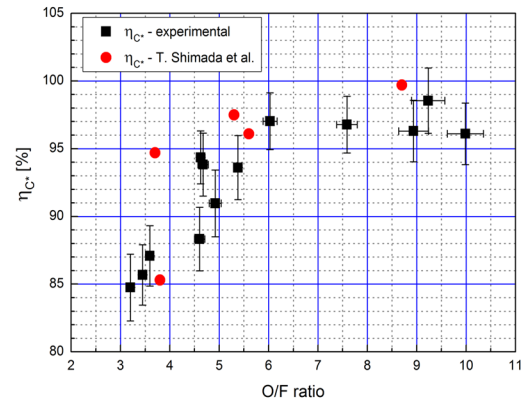 105
100
95
90
85
80
η_C* [%]
η_C* - experimental
η_C* - T. Shimada et al.
2 3 4 5 6 7 8 9 10 11
O/F ratio